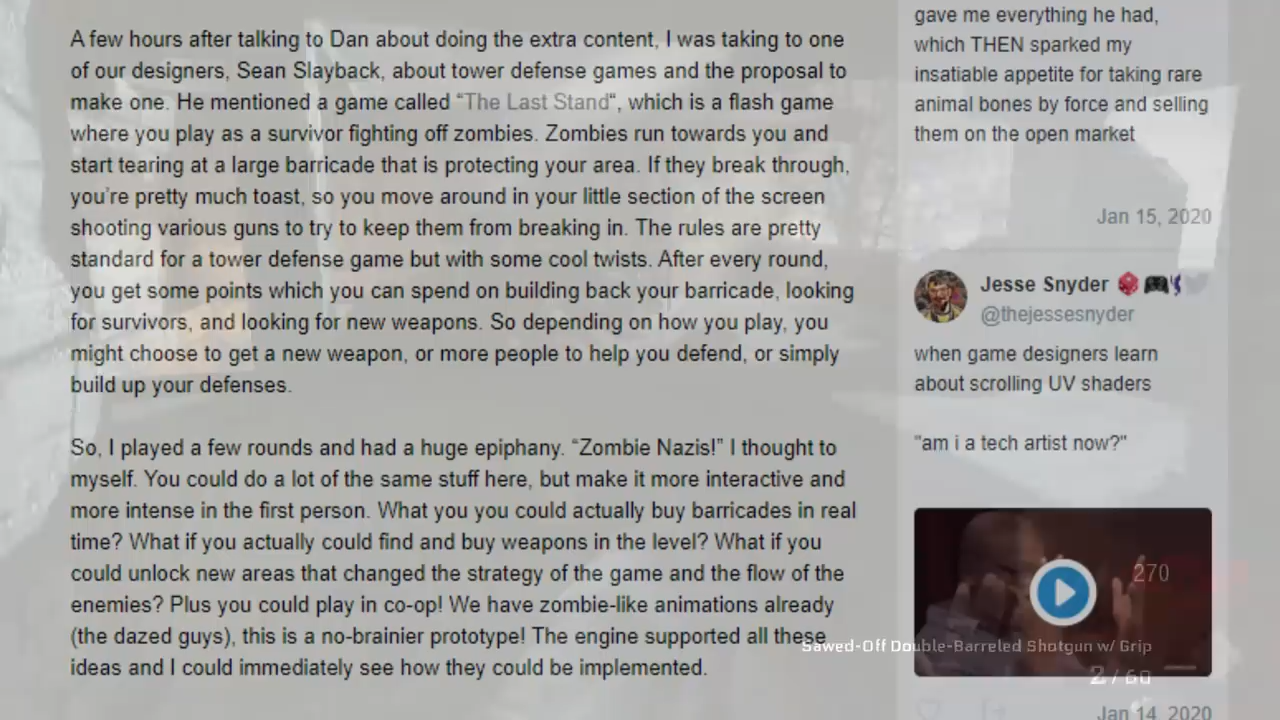 A few hours after talking to Dan about doing the extra content, I was taking to one
of our designers, Sean Slayback, about tower defense games and the proposal to
make one. He mentioned a game called “The Last Stand“, which is a flash game
where you play as a survivor fighting off zombies. Zombies run towards you and
start tearing at a large barricade that is protecting your area. If they break through,
you’re pretty much toast, so you move around in your little section of the screen
shooting various guns to try to keep them from breaking in. The rules are pretty
standard for a tower defense game but with some cool twists. After every round,
you get some points which you can spend on building back your barricade, looking
for survivors, and looking for new weapons. So depending on how you play, you
might choose to get a new weapon, or more people to help you defend, or simply
build up your defenses.
So, I played a few rounds and had a huge epiphany. “Zombie Nazis!” I thought to
myself. You could do a lot of the same stuff here, but make it more interactive and
more intense in the first person. What you you could actually buy barricades in real
time? What if you actually could find and buy weapons in the level? What if you
could unlock new areas that changed the strategy of the game and the flow of the
enemies? Plus you could play in co-op! We have zombie-like animations already
(the dazed guys), this is a no-brainier prototype! The engine supported all these
ideas and I could immediately see how they could be implemented.
gave me everything he had,
which THEN sparked my
insatiable appetite for taking rare
animal bones by force and selling
them on the open market
Jan 15, 2020
Jesse Snyder
@thejessesnyder
when game designers learn
about scrolling UV shaders
"am i a tech artist now?"
270
Sawed-Off Double-Barreled Shotgun w/ Grip
2 / 60
Jan 14, 2020